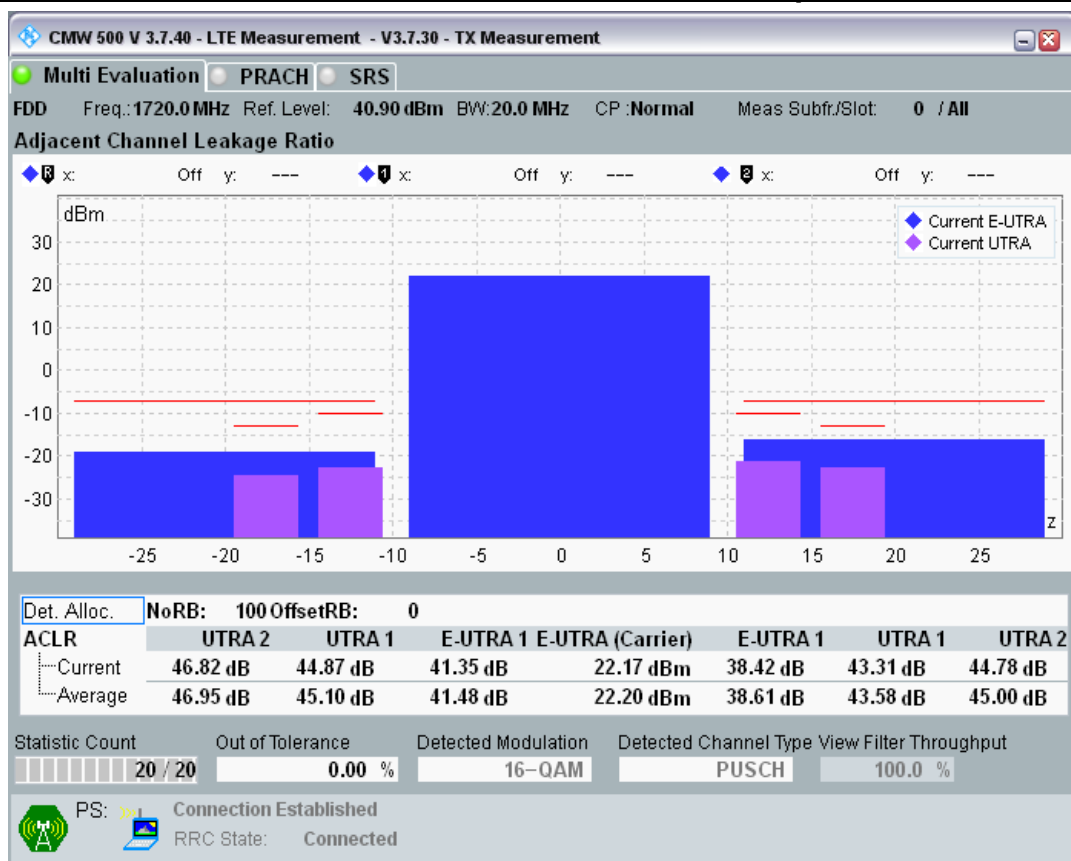 CMW 500 V 3.7.40 - LTE Measurement - V3.7.30 - TX Measurement
Multi Evaluation PRACH SRS
FDD Freq.: 1720.0 MHz Ref. Level: 40.90 dBm BW: 20.0 MHz CP : Normal Meas Subfr./Slot: 0 / All
Adjacent Channel Leakage Ratio
R x: Off y: --- 1 x: Off y: --- 2 x: Off y: ---
dBm
Current E-UTRA
Current UTRA
30
20
10
0
-10
-20
-30
z
-25 -20 -15 -10 -5 0 5 10 15 20 25
Det. Alloc. NoRB: 100 OffsetRB: 0
ACLR UTRA 2 UTRA 1 E-UTRA 1 E-UTRA (Carrier) E-UTRA 1 UTRA 1 UTRA 2
Current 46.82 dB 44.87 dB 41.35 dB 22.17 dBm 38.42 dB 43.31 dB 44.78 dB
Average 46.95 dB 45.10 dB 41.48 dB 22.20 dBm 38.61 dB 43.58 dB 45.00 dB
Statistic Count Out of Tolerance Detected Modulation Detected Channel Type View Filter Throughput
20 / 20 0.00 % 16-QAM PUSCH 100.0 %
PS: Connection Established
RRC State: Connected